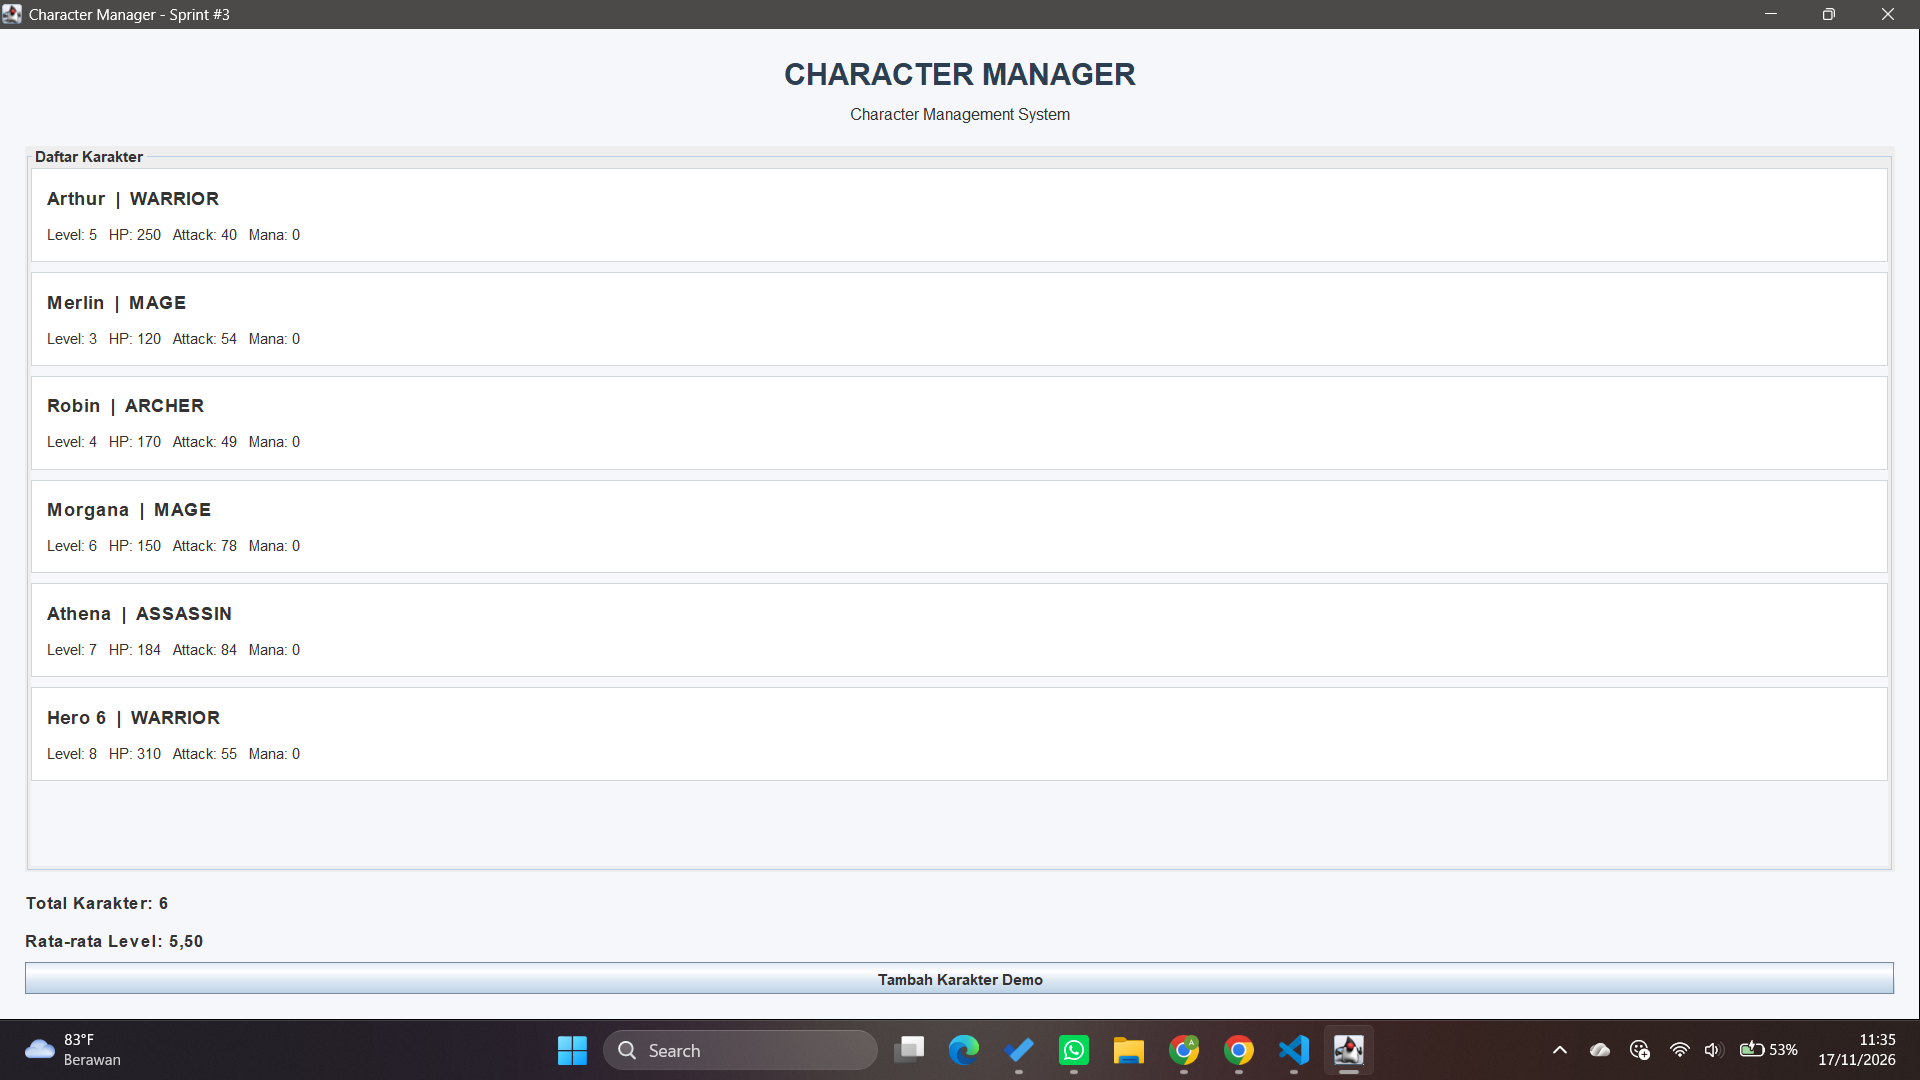 Character Manager - Sprint #3
CHARACTER MANAGER
Character Management System
Daftar Karakter
Arthur | WARRIOR
Level: 5 HP: 250 Attack: 40 Mana: 0
Merlin | MAGE
Level: 3 HP: 120 Attack: 54 Mana: 0
Robin | ARCHER
Level: 4 HP: 170 Attack: 49 Mana: 0
Morgana | MAGE
Level: 6 HP: 150 Attack: 78 Mana: 0
Athena | ASSASSIN
Level: 7 HP: 184 Attack: 84 Mana: 0
Hero 6 | WARRIOR
Level: 8 HP: 310 Attack: 55 Mana: 0
Total Karakter: 6
Rata-rata Level: 5,50
Tambah Karakter Demo
83°F
Berawan
Search
A
53%
11:35
17/11/2026